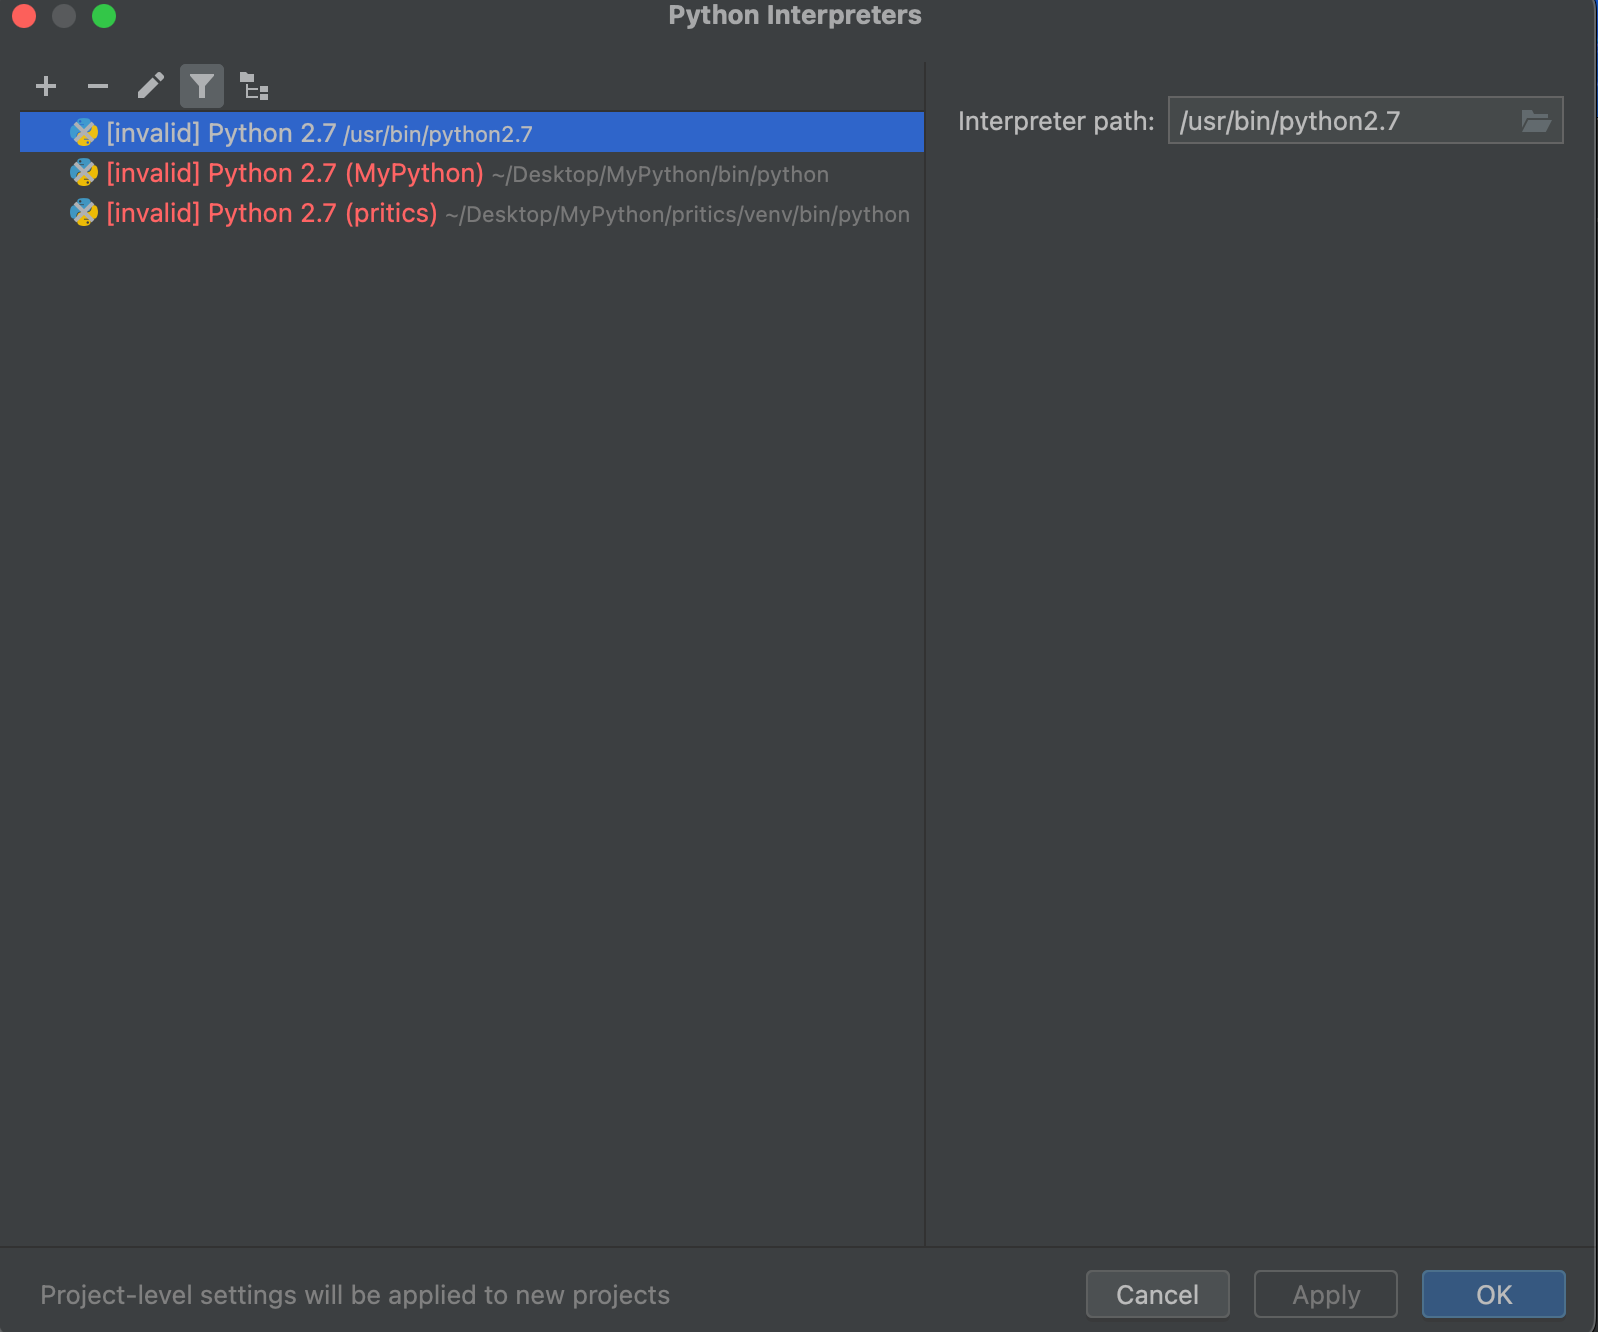 Python Interpreters
[invalid] Python 2.7 /usr/bin/python2.7
[invalid] Python 2.7 (MyPython) ~/Desktop/MyPython/bin/python
[invalid] Python 2.7 (pritics) ~/Desktop/MyPython/pritics/venv/bin/python
Interpreter path: /usr/bin/python2.7
Project-level settings will be applied to new projects
Cancel Apply OK